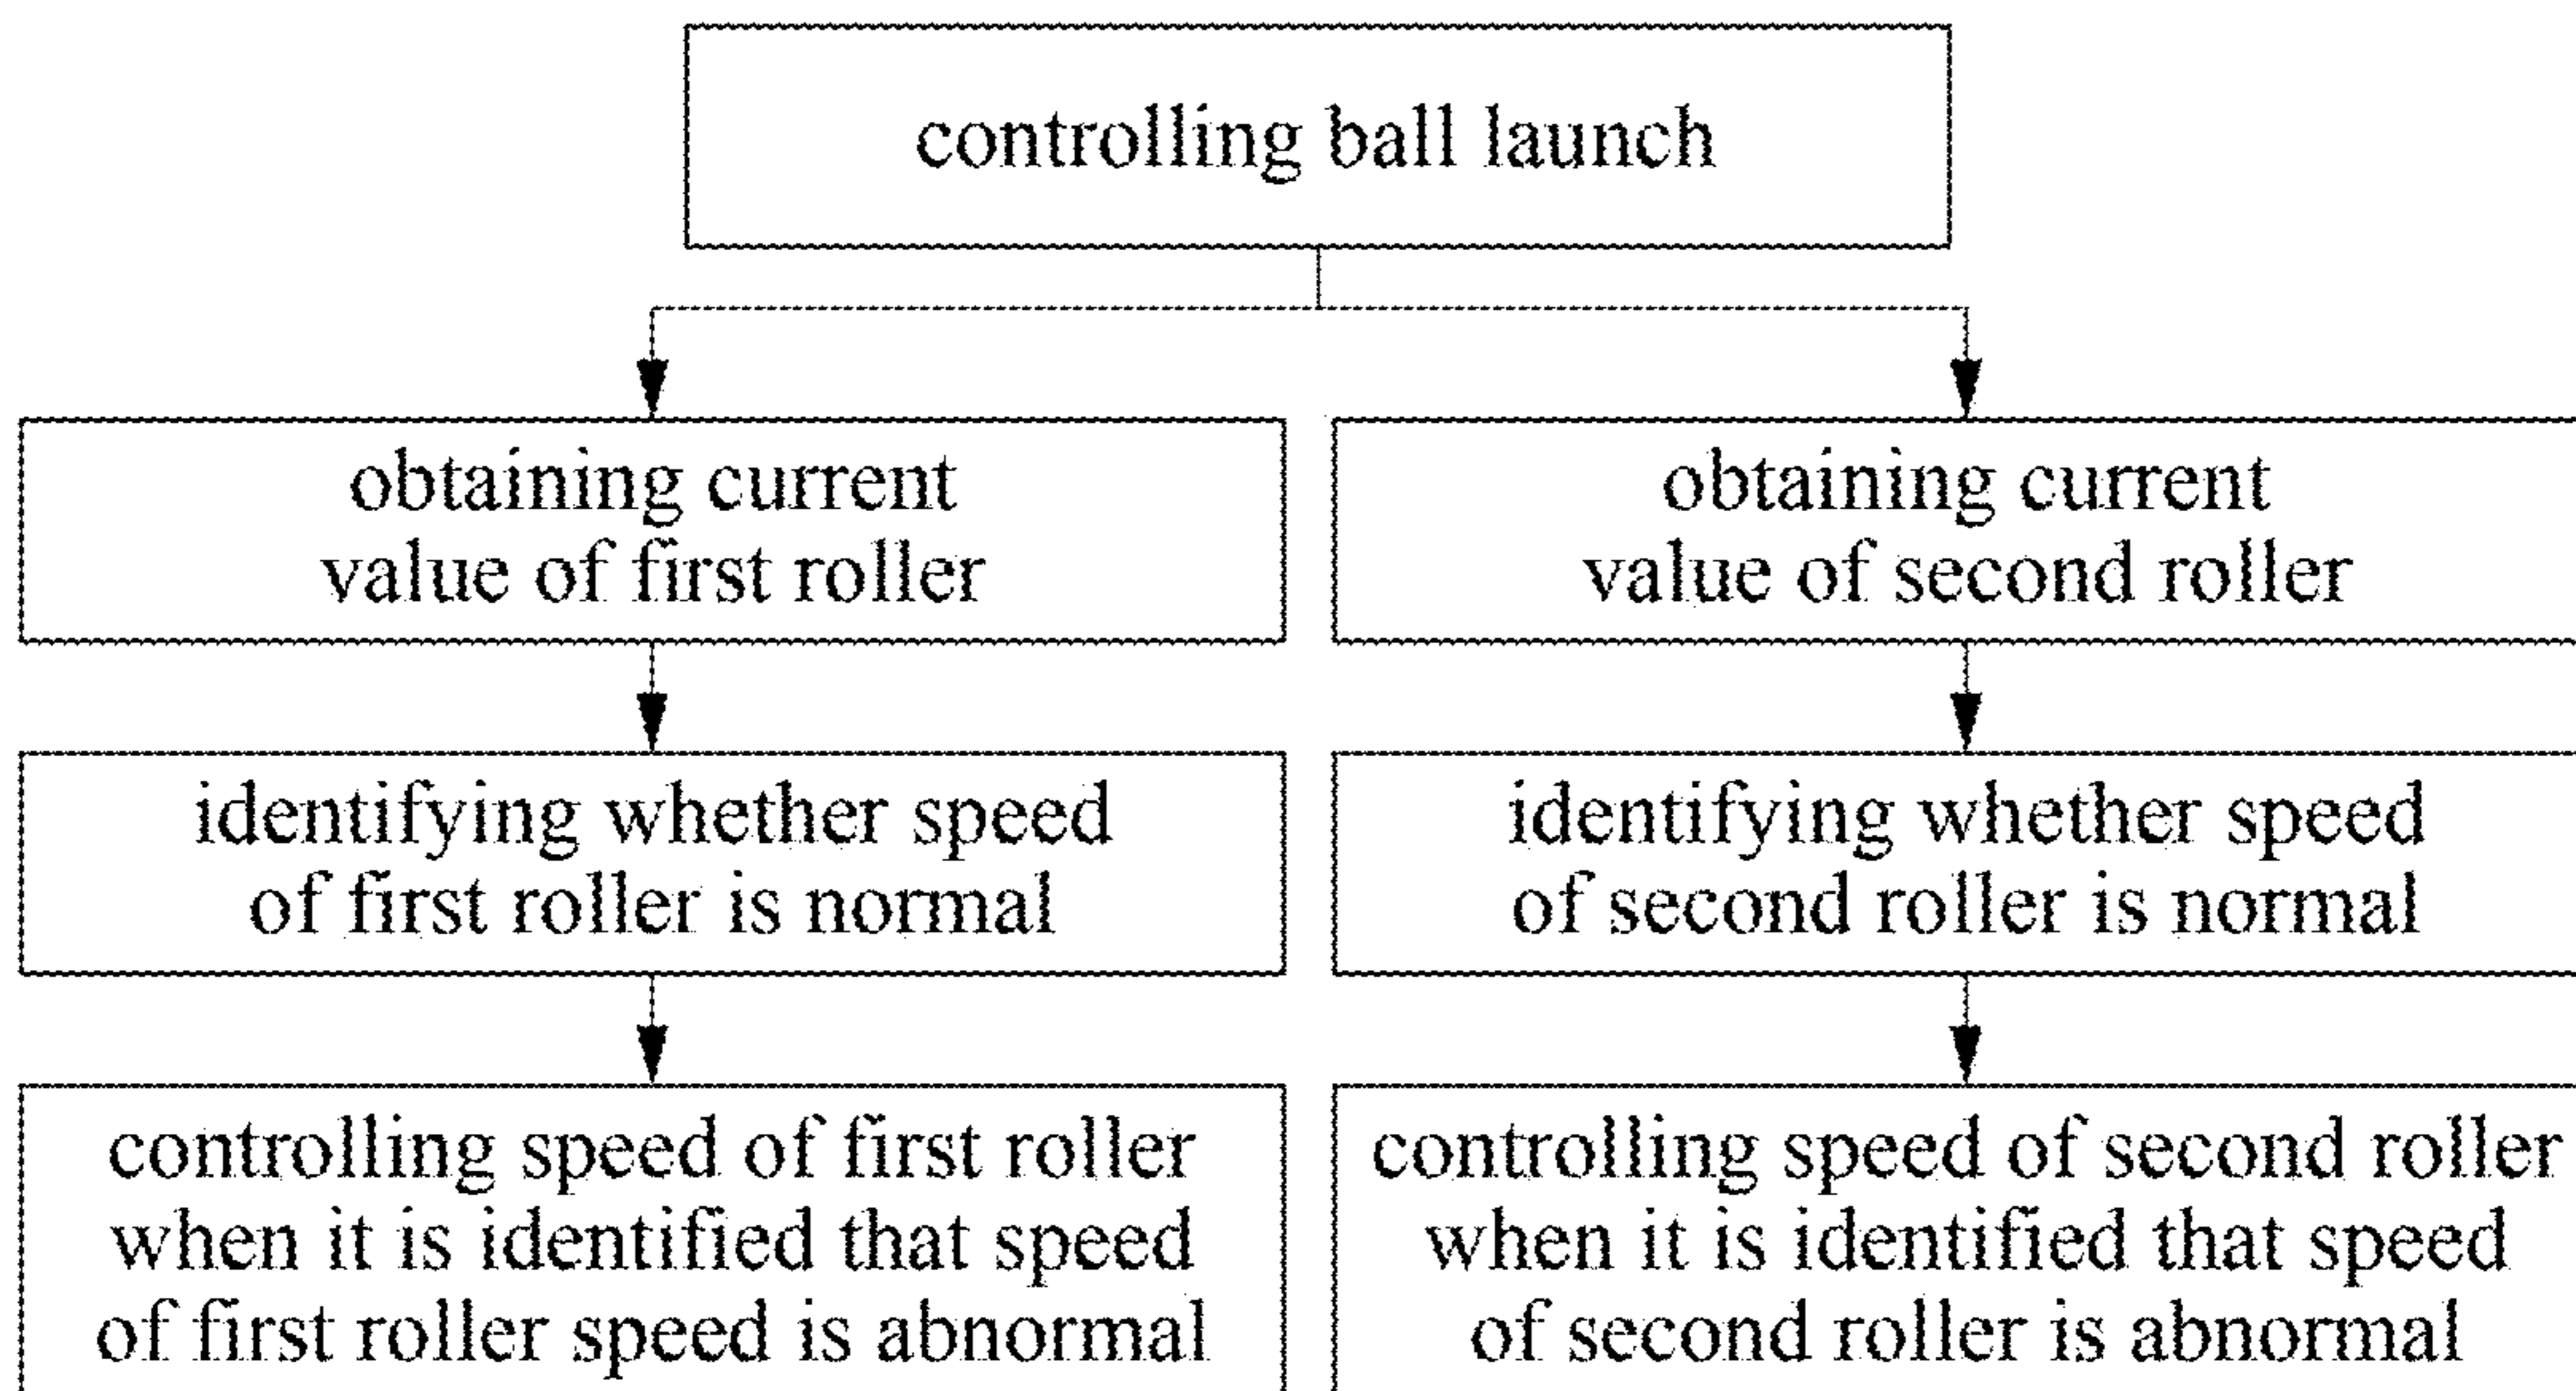 controlling ball launch
obtaining current
value of first roller
obtaining current
value of second roller
identifying whether speed
of first roller is normal
identifying whether speed
of second roller is normal
controlling speed of first roller
when it is identified that speed
of first roller speed is abnormal
controlling speed of second roller
when it is identified that speed
of second roller is abnormal